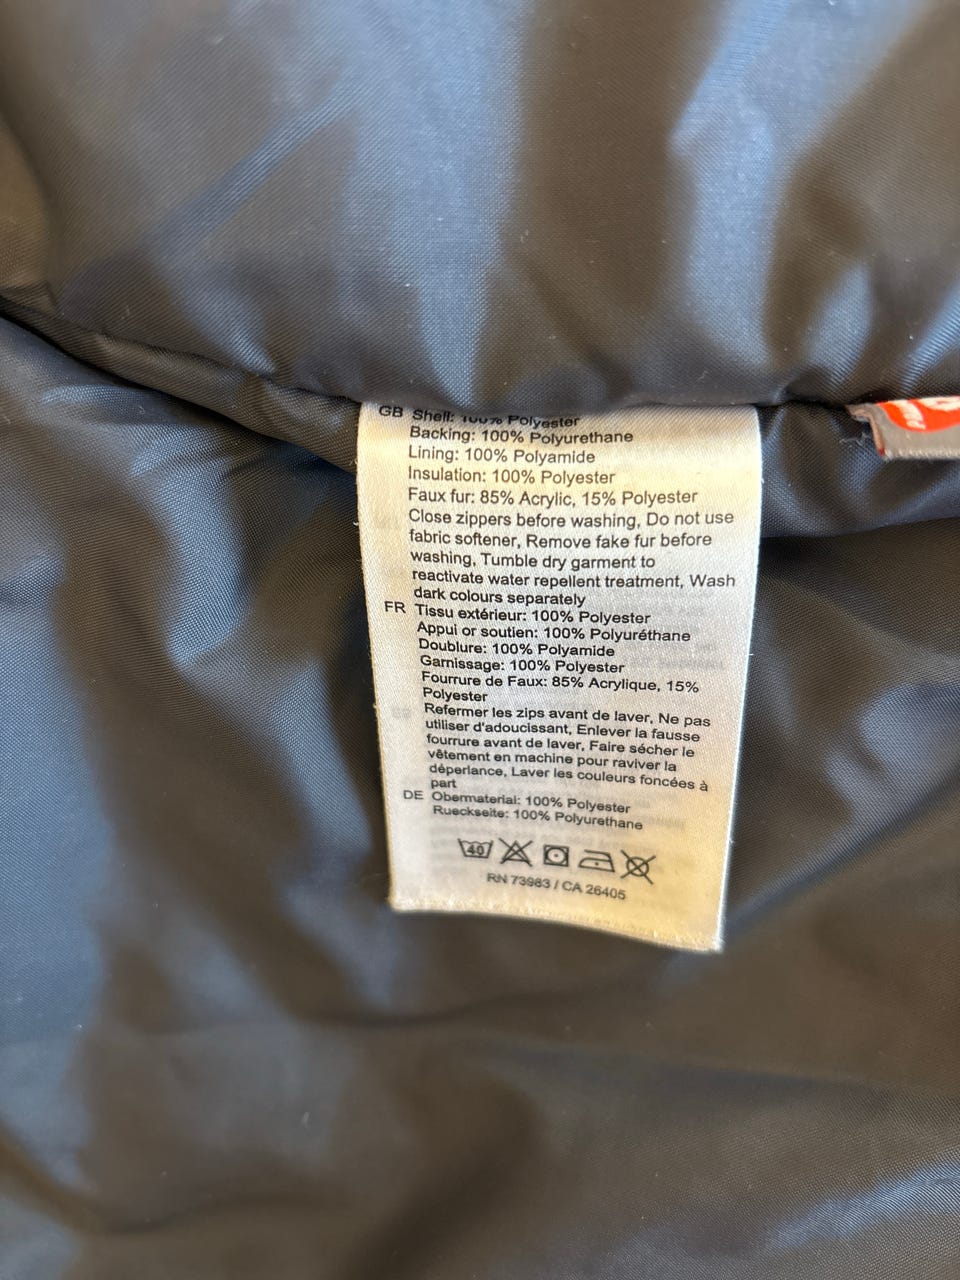 GB Shell: 100% Polyester
Backing: 100% Polyurethane
Lining: 100% Polyamide
Insulation: 100% Polyester
Faux fur: 85% Acrylic, 15% Polyester
Close zippers before washing, Do not use
fabric softener, Remove fake fur before
washing, Tumble dry garment to
reactivate water repellent treatment, Wash
dark colours separately
FR Tissu extérieur: 100% Polyester
Appui or soutien: 100% Polyuréthane
Doublure: 100% Polyamide
Garnissage: 100% Polyester
Fourrure de Faux: 85% Acrylique, 15%
Polyester
Refermer les zips avant de laver, Ne pas
utiliser d'adoucissant, Enlever la fausse
fourrure avant de laver, Faire sécher le
vêtement en machine pour raviver la
déperlance, Laver les couleurs foncées à
part
DE Obermaterial: 100% Polyester
Rueckseite: 100% Polyurethane
40
RN 73983 / CA 26405